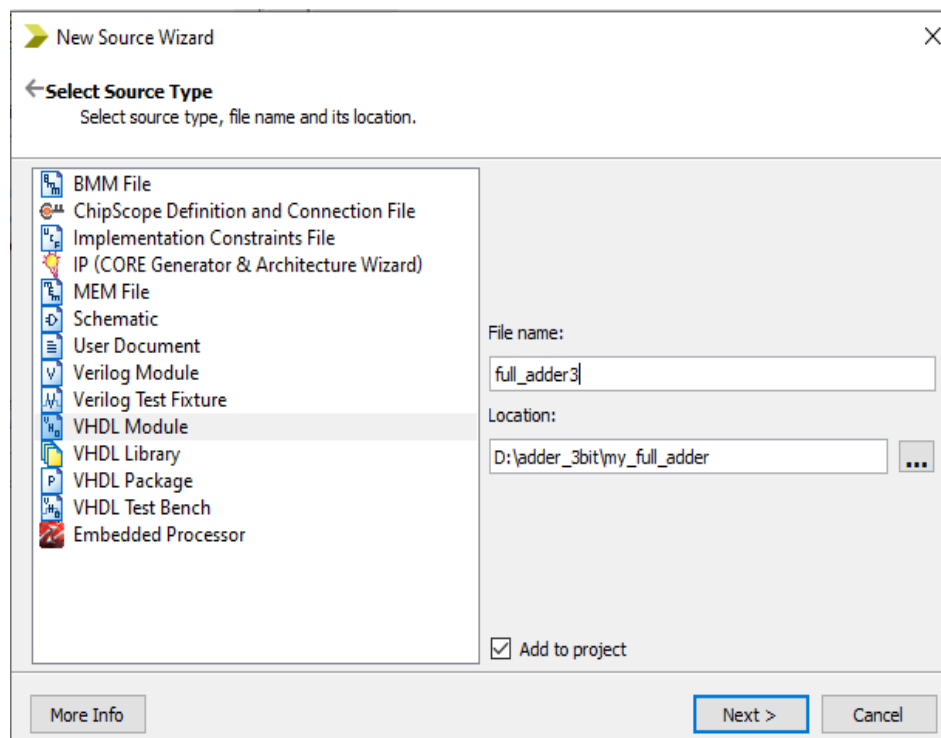 New Source Wizard
Select Source Type
Select source type, file name and its location.
BMM File
ChipScope Definition and Connection File
Implementation Constraints File
IP (CORE Generator & Architecture Wizard)
MEM File
Schematic
User Document
Verilog Module
Verilog Test Fixture
VHDL Module
VHDL Library
VHDL Package
VHDL Test Bench
Embedded Processor
File name:
full_adder3
Location:
D:\adder_3bit\my_full_adder
...
Add to project
More Info
Next >
Cancel